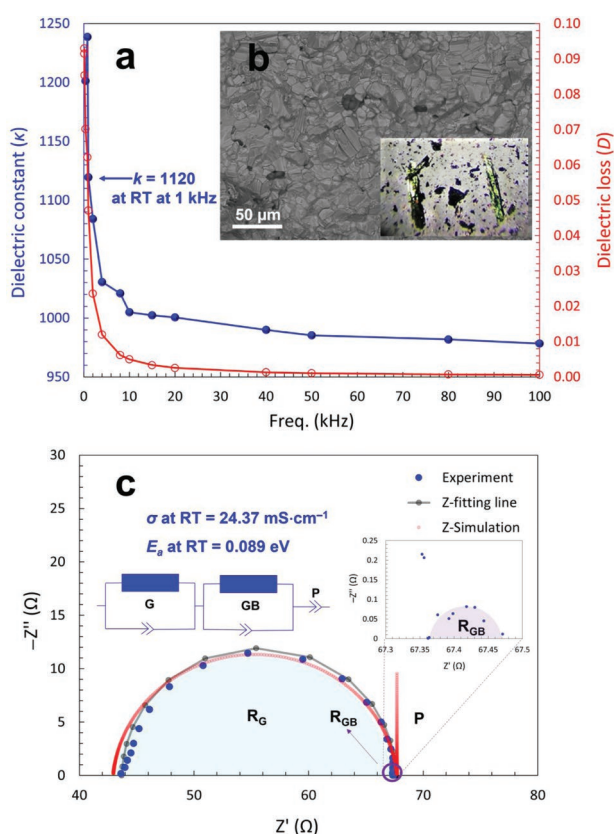 1250
1200
1150
1100
1050
1000
950
Dielectric constant (κ)
a
b
k = 1120
at RT at 1 kHz
50 μm
0.10
0.09
0.08
0.07
0.06
0.05
0.04
0.03
0.02
0.01
0.00
Dielectric loss (D)
0 10 20 30 40 50 60 70 80 90 100
Freq. (kHz)
30
25
20
15
10
5
0
−Z″ (Ω)
c
σ at RT = 24.37 mS·cm⁻¹
Eₐ at RT = 0.089 eV
G GB P
Experiment
Z-fitting line
Z-Simulation
0.25
0.2
0.15
0.1
0.05
0
−Z″ (Ω)
R_GB
67.3 67.35 67.4 67.45 67.5
Z′ (Ω)
R_G
R_GB
P
40 50 60 70 80
Z′ (Ω)